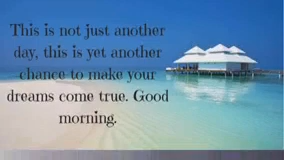 This is not just another
day, this is yet another
chance to make your
dreams come true. Good
morning.